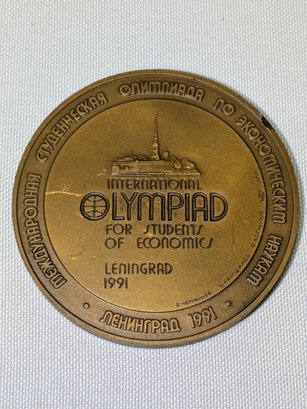 МЕЖДУНАРОДНАЯ СТУДЕНЧЕСКАЯ ОЛИМПИАДА ПО ЭКОНОМИЧЕСКИМ НАУКАМ
INTERNATIONAL
OLYMPIAD
FOR STUDENTS
OF ECONOMICS
LENINGRAD
1991
• ЛЕНИНГРАД 1991 •